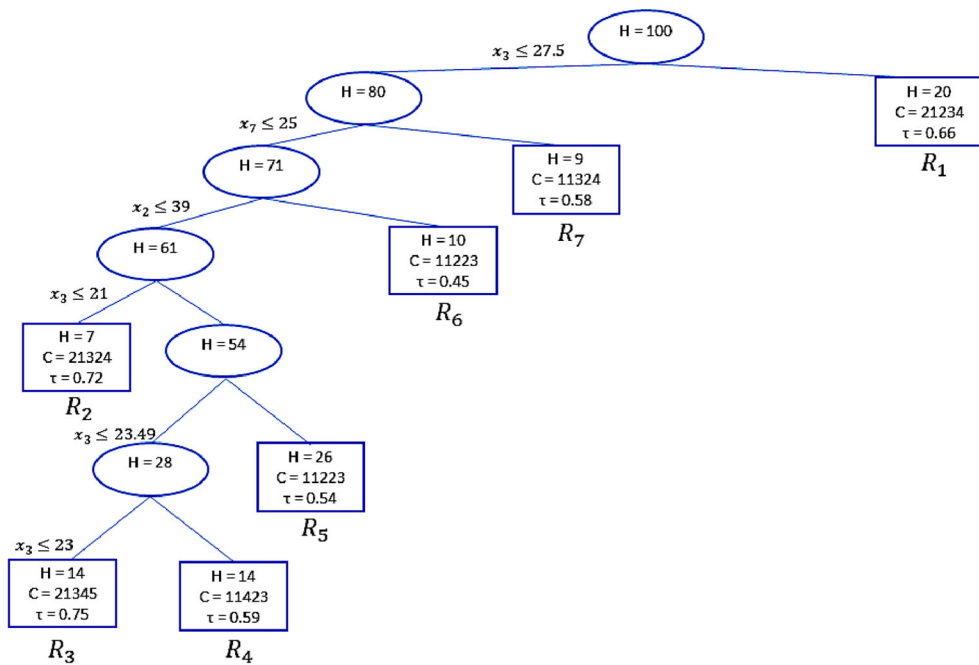 H = 100
x₃ ≤ 27.5
H = 80
H = 20
C = 21234
τ = 0.66
R₁
x₇ ≤ 25
H = 71
H = 9
C = 11324
τ = 0.58
R₇
x₂ ≤ 39
H = 61
H = 10
C = 11223
τ = 0.45
R₆
x₃ ≤ 21
H = 7
C = 21324
τ = 0.72
R₂
H = 54
x₃ ≤ 23.49
H = 28
H = 26
C = 11223
τ = 0.54
R₅
x₃ ≤ 23
H = 14
C = 21345
τ = 0.75
R₃
H = 14
C = 11423
τ = 0.59
R₄